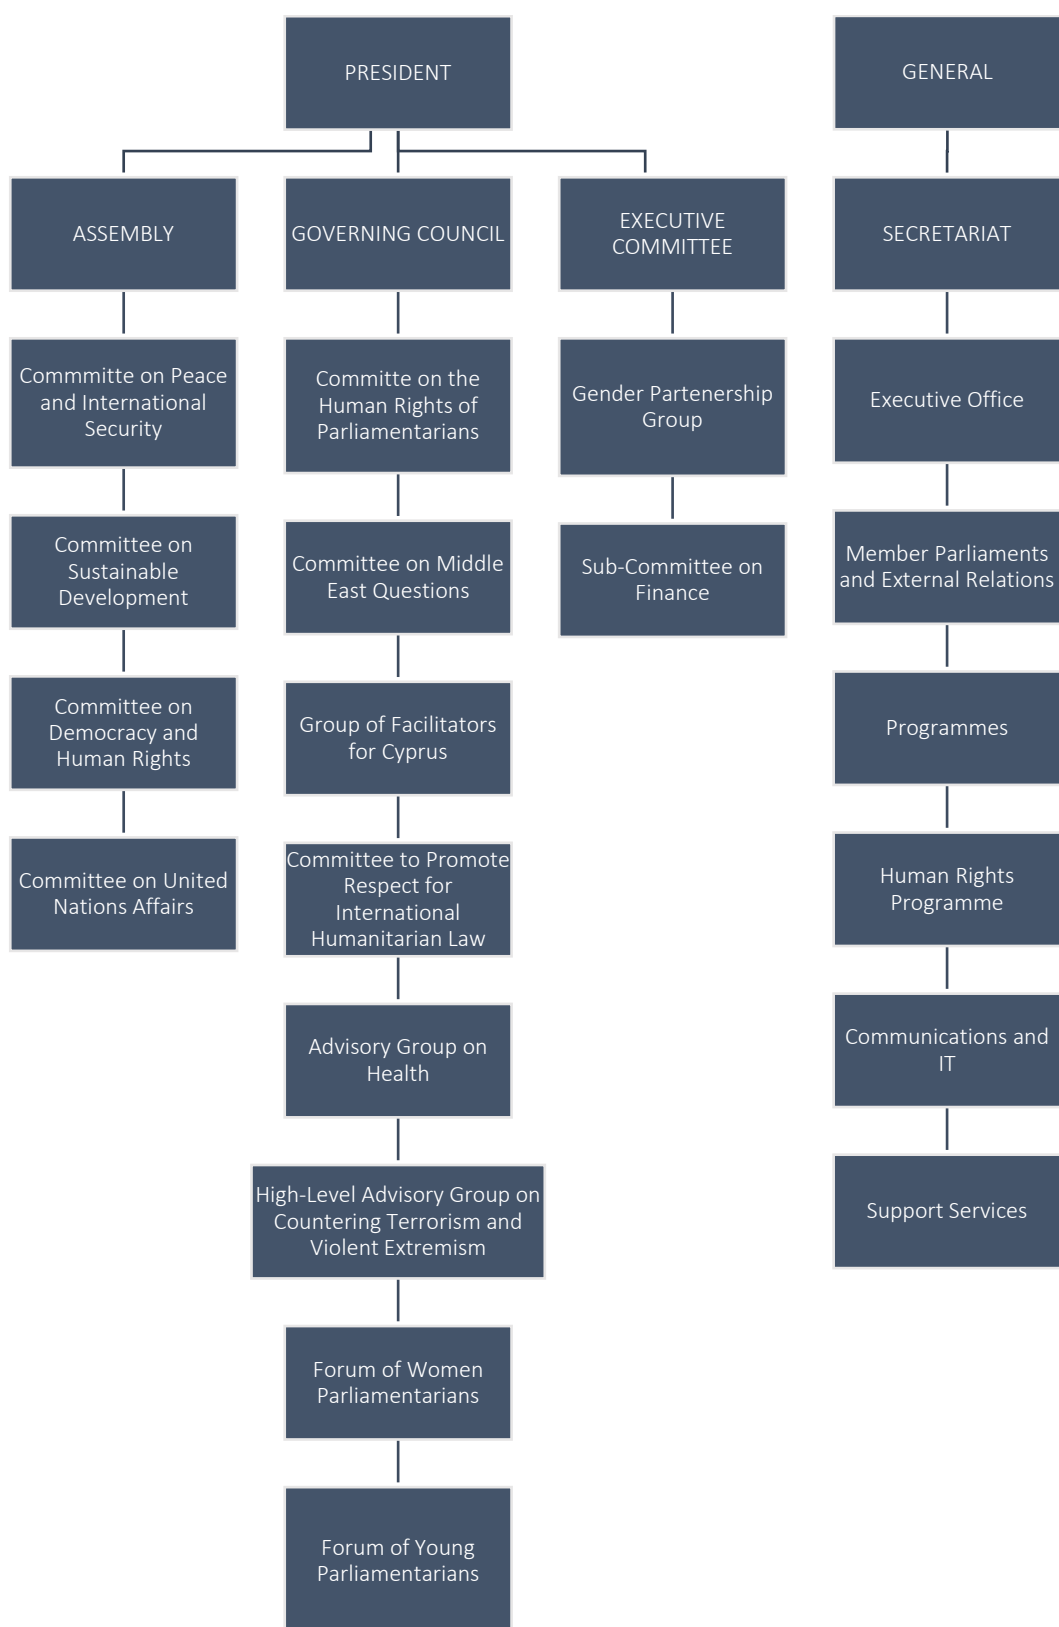 PRESIDENT
GENERAL
ASSEMBLY
GOVERNING COUNCIL
EXECUTIVE
COMMITTEE
SECRETARIAT
Commmitte on Peace
and International
Security
Committee on
Sustainable
Development
Committee on
Democracy and
Human Rights
Committee on United
Nations Affairs
Committe on the
Human Rights of
Parliamentarians
Committee on Middle
East Questions
Group of Facilitators
for Cyprus
Committee to Promote
Respect for
International
Humanitarian Law
Advisory Group on
Health
High-Level Advisory Group on
Countering Terrorism and
Violent Extremism
Forum of Women
Parliamentarians
Forum of Young
Parliamentarians
Gender Partenership
Group
Sub-Committee on
Finance
Executive Office
Member Parliaments
and External Relations
Programmes
Human Rights
Programme
Communications and
IT
Support Services